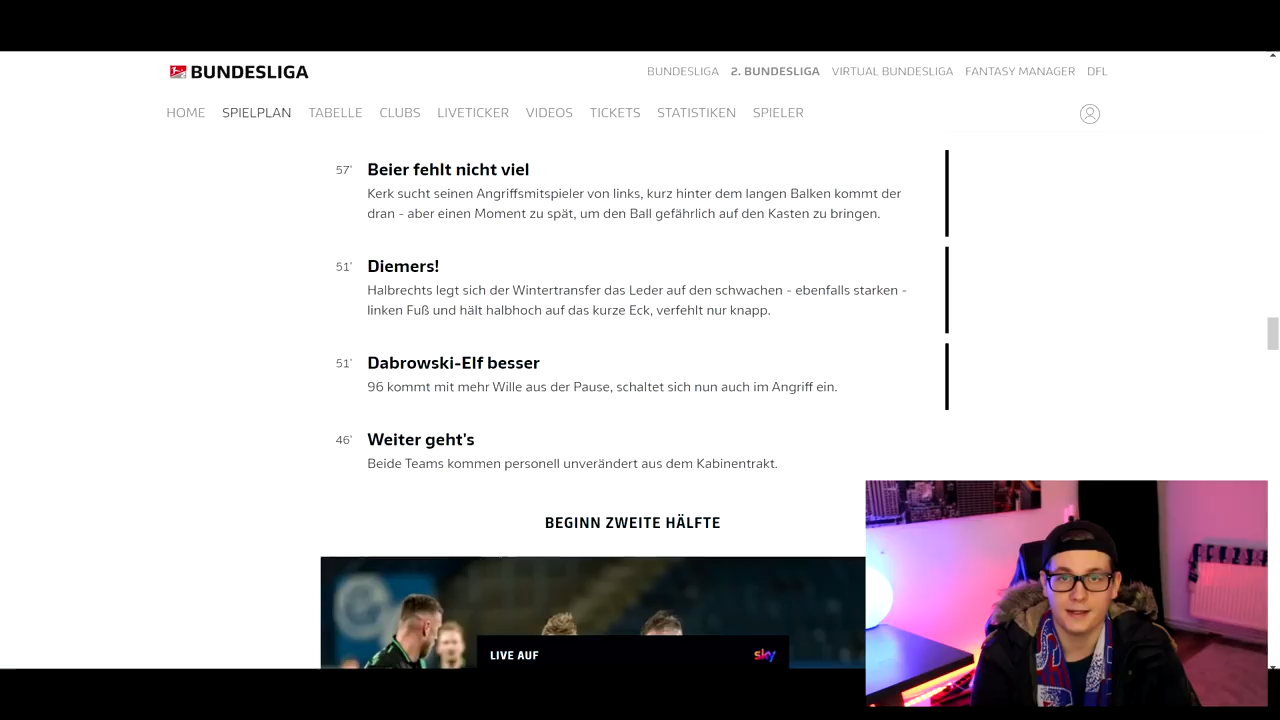 BUNDESLIGA
BUNDESLIGA 2. BUNDESLIGA VIRTUAL BUNDESLIGA FANTASY MANAGER DFL
HOME SPIELPLAN TABELLE CLUBS LIVETICKER VIDEOS TICKETS STATISTIKEN SPIELER
57' Beier fehlt nicht viel
Kerk sucht seinen Angriffsmitspieler von links, kurz hinter dem langen Balken kommt der
dran - aber einen Moment zu spät, um den Ball gefährlich auf den Kasten zu bringen.
51' Diemers!
Halbrechts legt sich der Wintertransfer das Leder auf den schwachen - ebenfalls starken -
linken Fuß und hält halbhoch auf das kurze Eck, verfehlt nur knapp.
51' Dabrowski-Elf besser
96 kommt mit mehr Wille aus der Pause, schaltet sich nun auch im Angriff ein.
46' Weiter geht's
Beide Teams kommen personell unverändert aus dem Kabinentrakt.
BEGINN ZWEITE HÄLFTE
LIVE AUF sky